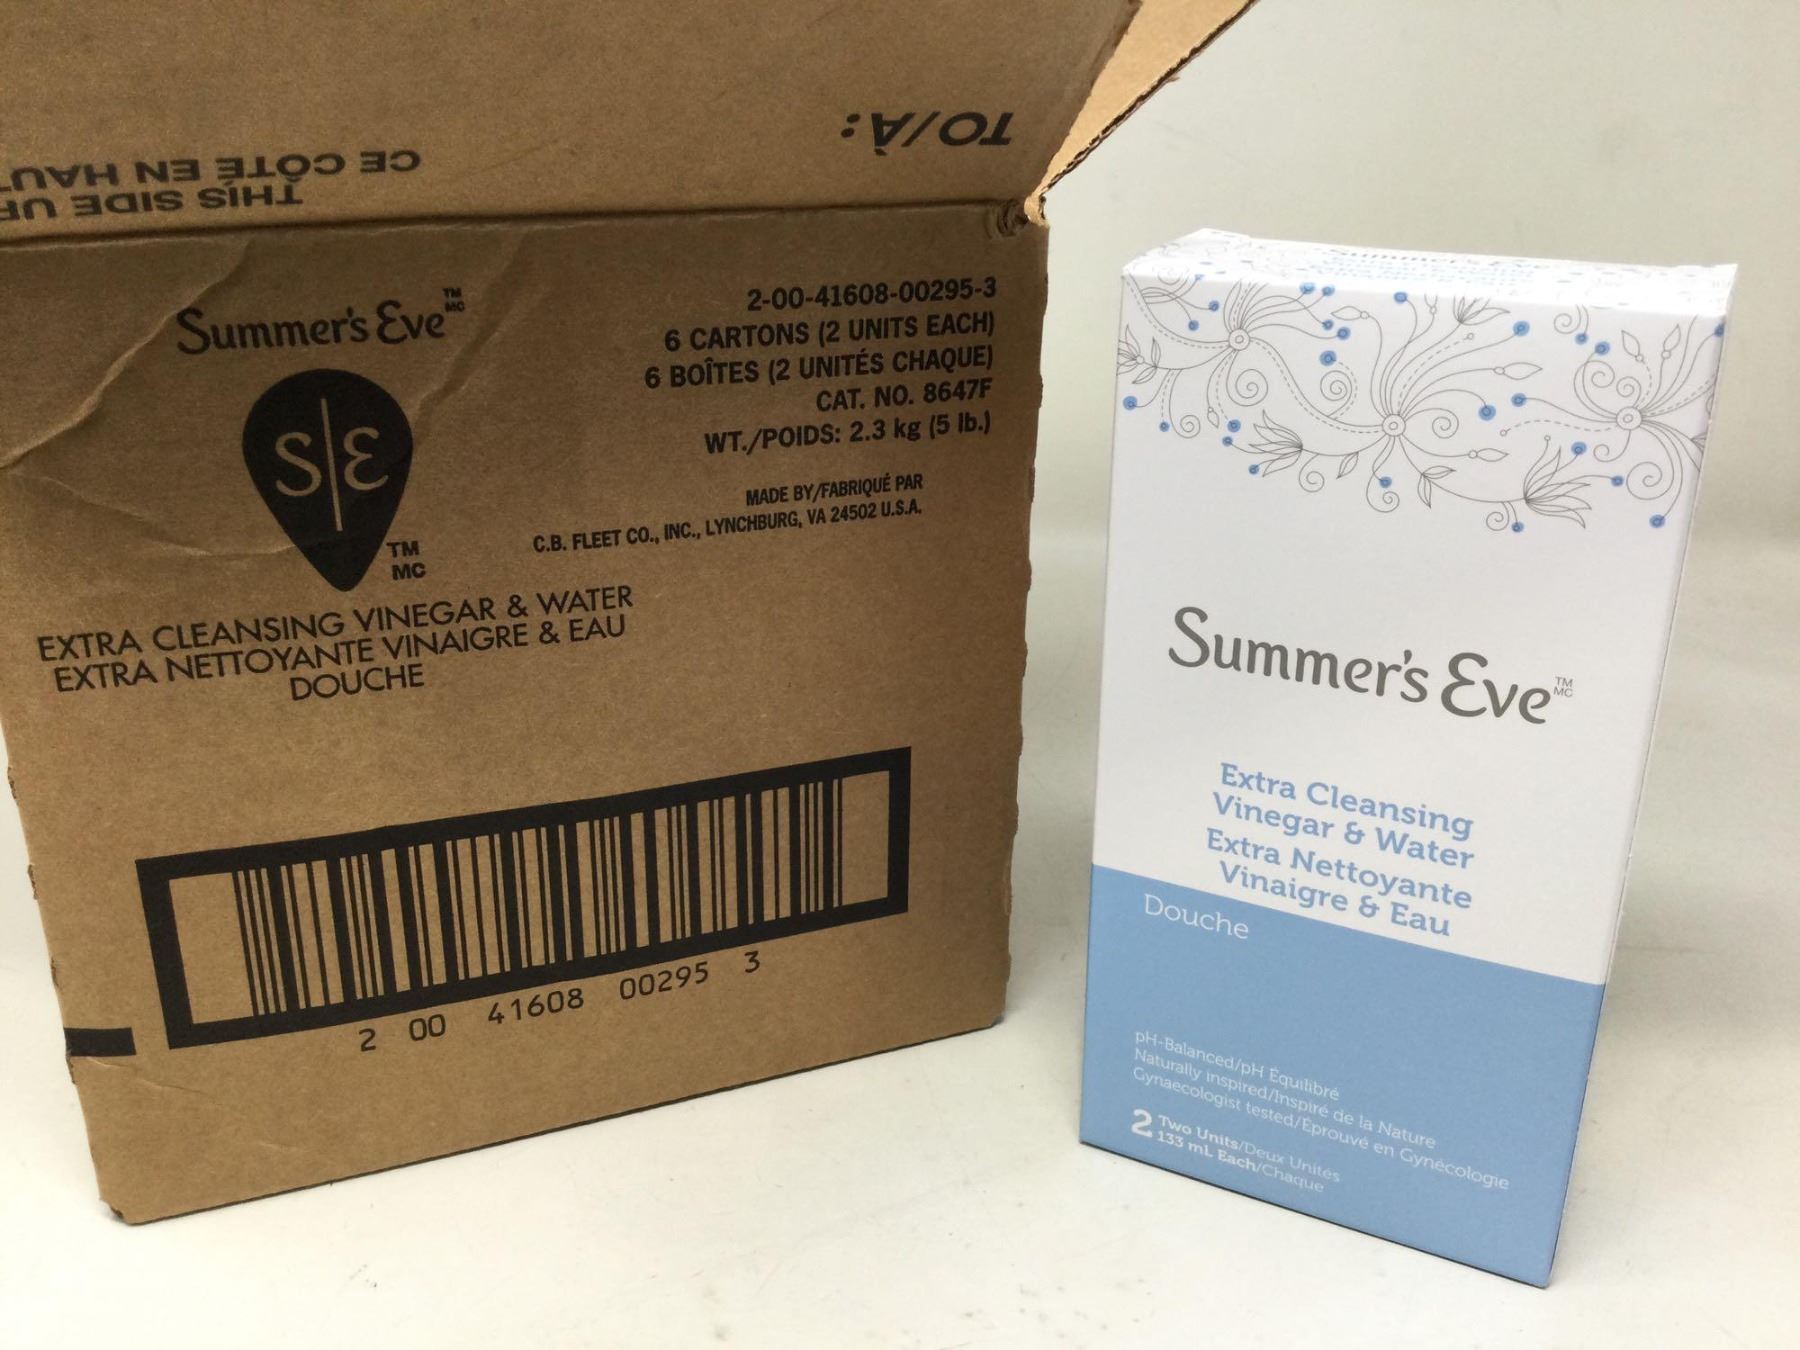 TO/À:
CE CÔTÉ EN HAUT
THIS SIDE UP
Summer's Eve™ MC
S|E
TM
MC
2-00-41608-00295-3
6 CARTONS (2 UNITS EACH)
6 BOÎTES (2 UNITÉS CHAQUE)
CAT. NO. 8647F
WT./POIDS: 2.3 kg (5 lb.)
MADE BY/FABRIQUÉ PAR
C.B. FLEET CO., INC., LYNCHBURG, VA 24502 U.S.A.
EXTRA CLEANSING VINEGAR & WATER
EXTRA NETTOYANTE VINAIGRE & EAU
DOUCHE
2 00 41608 00295 3
Summer's Eve
Summer's Eve™ MC
Extra Cleansing
Vinegar & Water
Extra Nettoyante
Vinaigre & Eau
Douche
pH-Balanced/pH Équilibré
Naturally inspired/Inspiré de la Nature
Gynaecologist tested/Éprouvé en Gynécologie
2 Two Units/Deux Unités
133 mL Each/Chaque